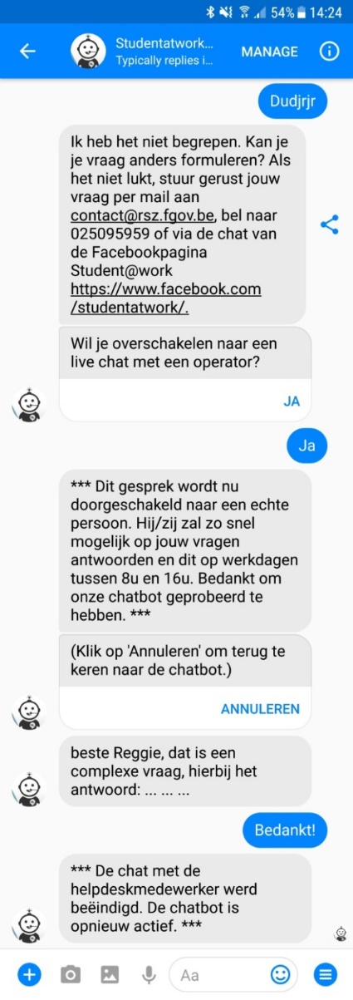 54% 14:24
Studentatwork...
Typically replies i...
MANAGE
Dudjrjr
Ik heb het niet begrepen. Kan je
je vraag anders formuleren? Als
het niet lukt, stuur gerust jouw
vraag per mail aan
contact@rsz.fgov.be, bel naar
025095959 of via de chat van
de Facebookpagina
Student@work
https://www.facebook.com
/studentatwork/.
Wil je overschakelen naar een
live chat met een operator?
JA
Ja
*** Dit gesprek wordt nu
doorgeschakeld naar een echte
persoon. Hij/zij zal zo snel
mogelijk op jouw vragen
antwoorden en dit op werkdagen
tussen 8u en 16u. Bedankt om
onze chatbot geprobeerd te
hebben. ***
(Klik op 'Annuleren' om terug te
keren naar de chatbot.)
ANNULEREN
beste Reggie, dat is een
complexe vraag, hierbij het
antwoord: ... ... ...
Bedankt!
*** De chat met de
helpdeskmedewerker werd
beëindigd. De chatbot is
opnieuw actief. ***
Aa